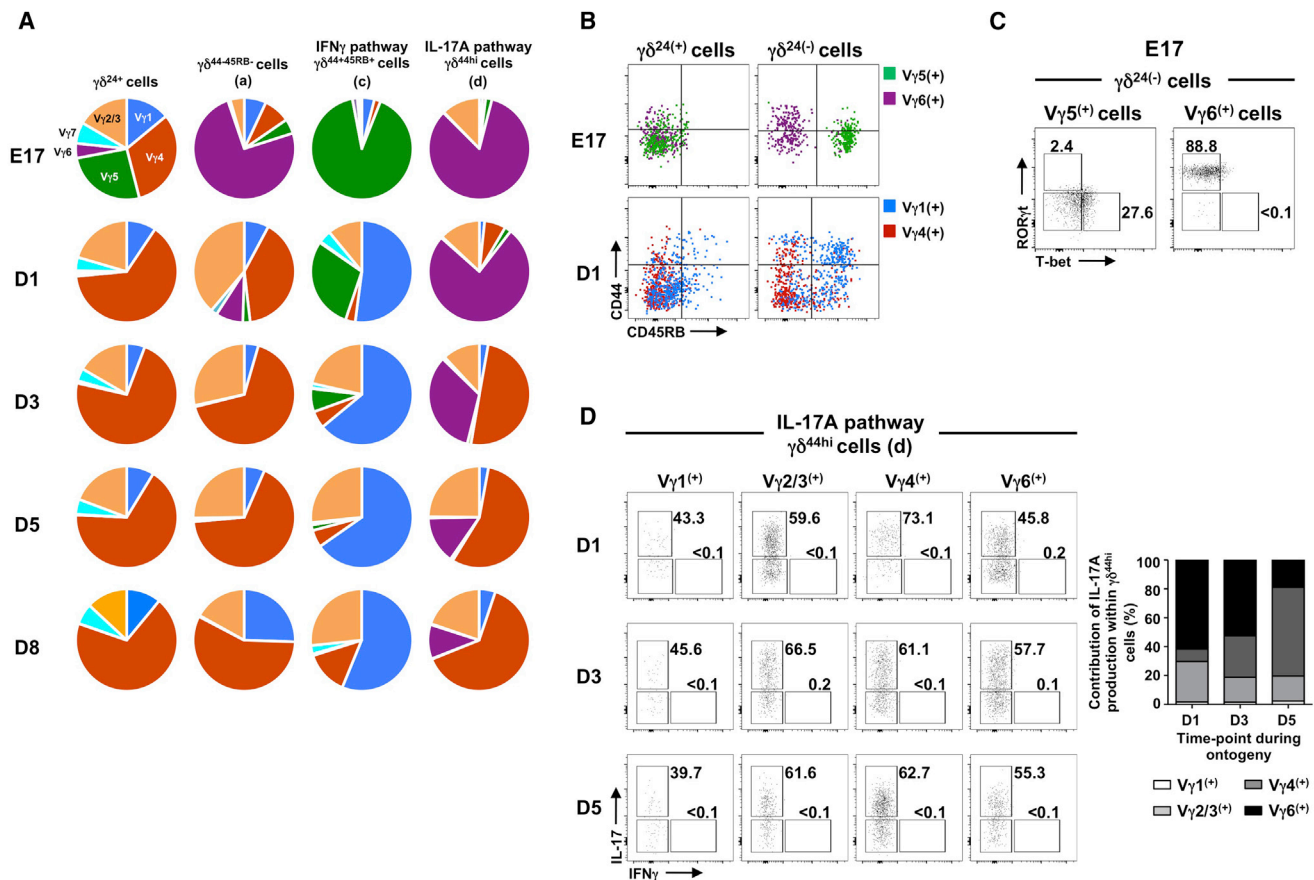 A
γδ24+ cells
γδ44-45RB- cells
(a)
IFNγ pathway
γδ44+45RB+ cells
(c)
IL-17A pathway
γδ44hi cells
(d)
E17
Vγ2/3
Vγ1
Vγ7
Vγ6
Vγ4
Vγ5
D1
D3
D5
D8
B
γδ24(+) cells
γδ24(-) cells
E17
Vγ5(+)
Vγ6(+)
D1
Vγ1(+)
Vγ4(+)
CD44
CD45RB
C
E17
γδ24(-) cells
Vγ5(+) cells
Vγ6(+) cells
2.4
27.6
88.8
<0.1
RORγt
T-bet
D
IL-17A pathway
γδ44hi cells (d)
Vγ1(+)
Vγ2/3(+)
Vγ4(+)
Vγ6(+)
D1
43.3
<0.1
59.6
<0.1
73.1
<0.1
45.8
0.2
D3
45.6
<0.1
66.5
0.2
61.1
<0.1
57.7
0.1
D5
39.7
<0.1
61.6
<0.1
62.7
<0.1
55.3
<0.1
IL-17
IFNγ
Contribution of IL-17A
production within γδ44hi
cells (%)
100
80
60
40
20
0
D1
D3
D5
Time-point during
ontogeny
Vγ1(+)
Vγ4(+)
Vγ2/3(+)
Vγ6(+)